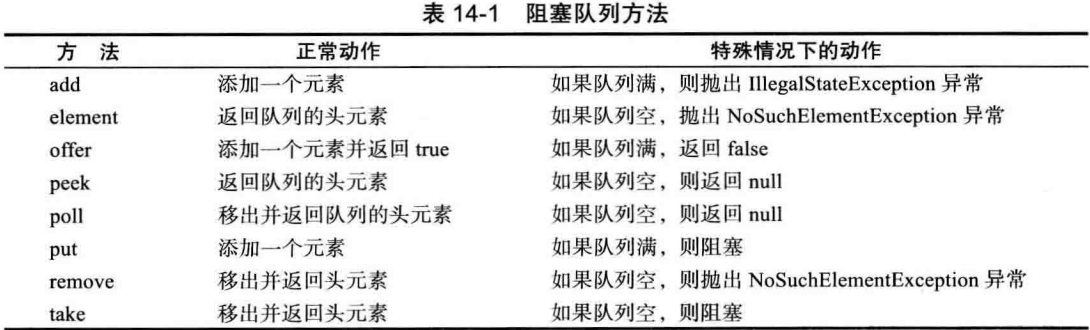 表 14-1 阻塞队列方法
方 法 正常动作 特殊情况下的动作
add 添加一个元素 如果队列满，则抛出 IllegalStateException 异常
element 返回队列的头元素 如果队列空，抛出 NoSuchElementException 异常
offer 添加一个元素并返回 true 如果队列满，返回 false
peek 返回队列的头元素 如果队列空，则返回 null
poll 移出并返回队列的头元素 如果队列空，则返回 null
put 添加一个元素 如果队列满，则阻塞
remove 移出并返回头元素 如果队列空，则抛出 NoSuchElementException 异常
take 移出并返回头元素 如果队列空，则阻塞